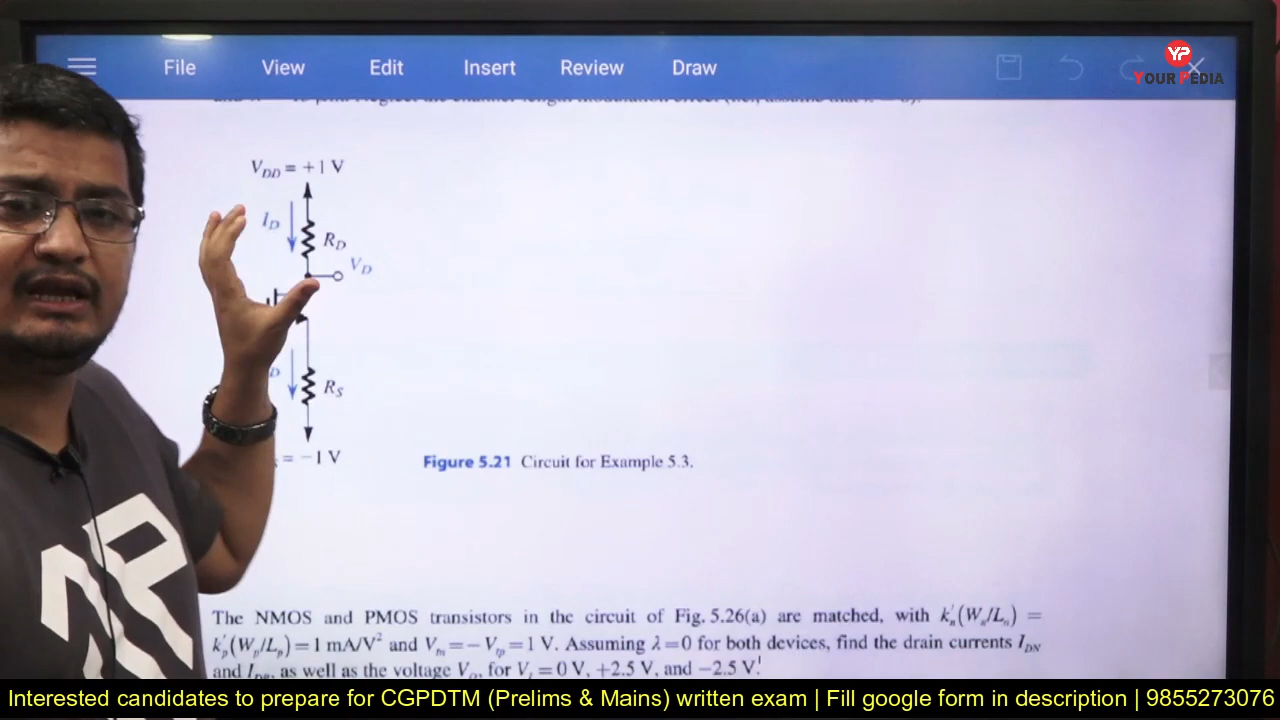 File View Edit Insert Review Draw
YP
YOUR PEDIA
V_DD = +1 V
I_D
R_D
V_D
D
R_S
= −1 V
Figure 5.21 Circuit for Example 5.3.
The NMOS and PMOS transistors in the circuit of Fig. 5.26(a) are matched, with k'_n(W_n/L_n) =
k'_p(W_p/L_p) = 1 mA/V² and V_tn = − V_tp = 1 V. Assuming λ = 0 for both devices, find the drain currents I_DN
and I_DP, as well as the voltage V_O, for V_I = 0 V, +2.5 V, and −2.5 V.
Interested candidates to prepare for CGPDTM (Prelims & Mains) written exam | Fill google form in description | 9855273076